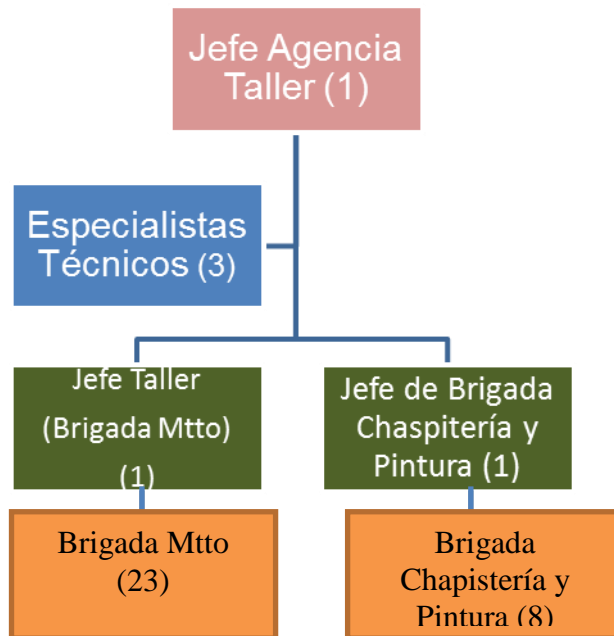 Jefe Agencia
Taller (1)
Especialistas
Técnicos (3)
Jefe Taller
(Brigada Mtto)
(1)
Jefe de Brigada
Chaspitería y
Pintura (1)
Brigada Mtto
(23)
Brigada
Chapistería y
Pintura (8)